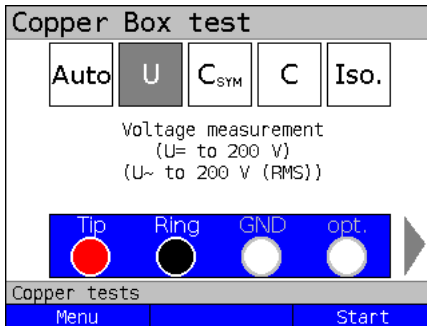 Copper Box test
Auto U CSYM C Iso.
Voltage measurement
(U= to 200 V)
(U~ to 200 V (RMS))
Tip Ring GND opt.
Copper tests
Menu Start